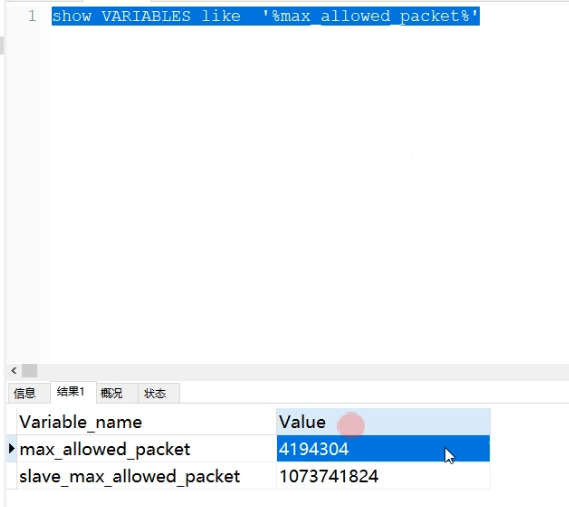 1 show VARIABLES like '%max_allowed_packet%'
信息 结果1 概况 状态
Variable_name Value
max_allowed_packet 4194304
slave_max_allowed_packet 1073741824